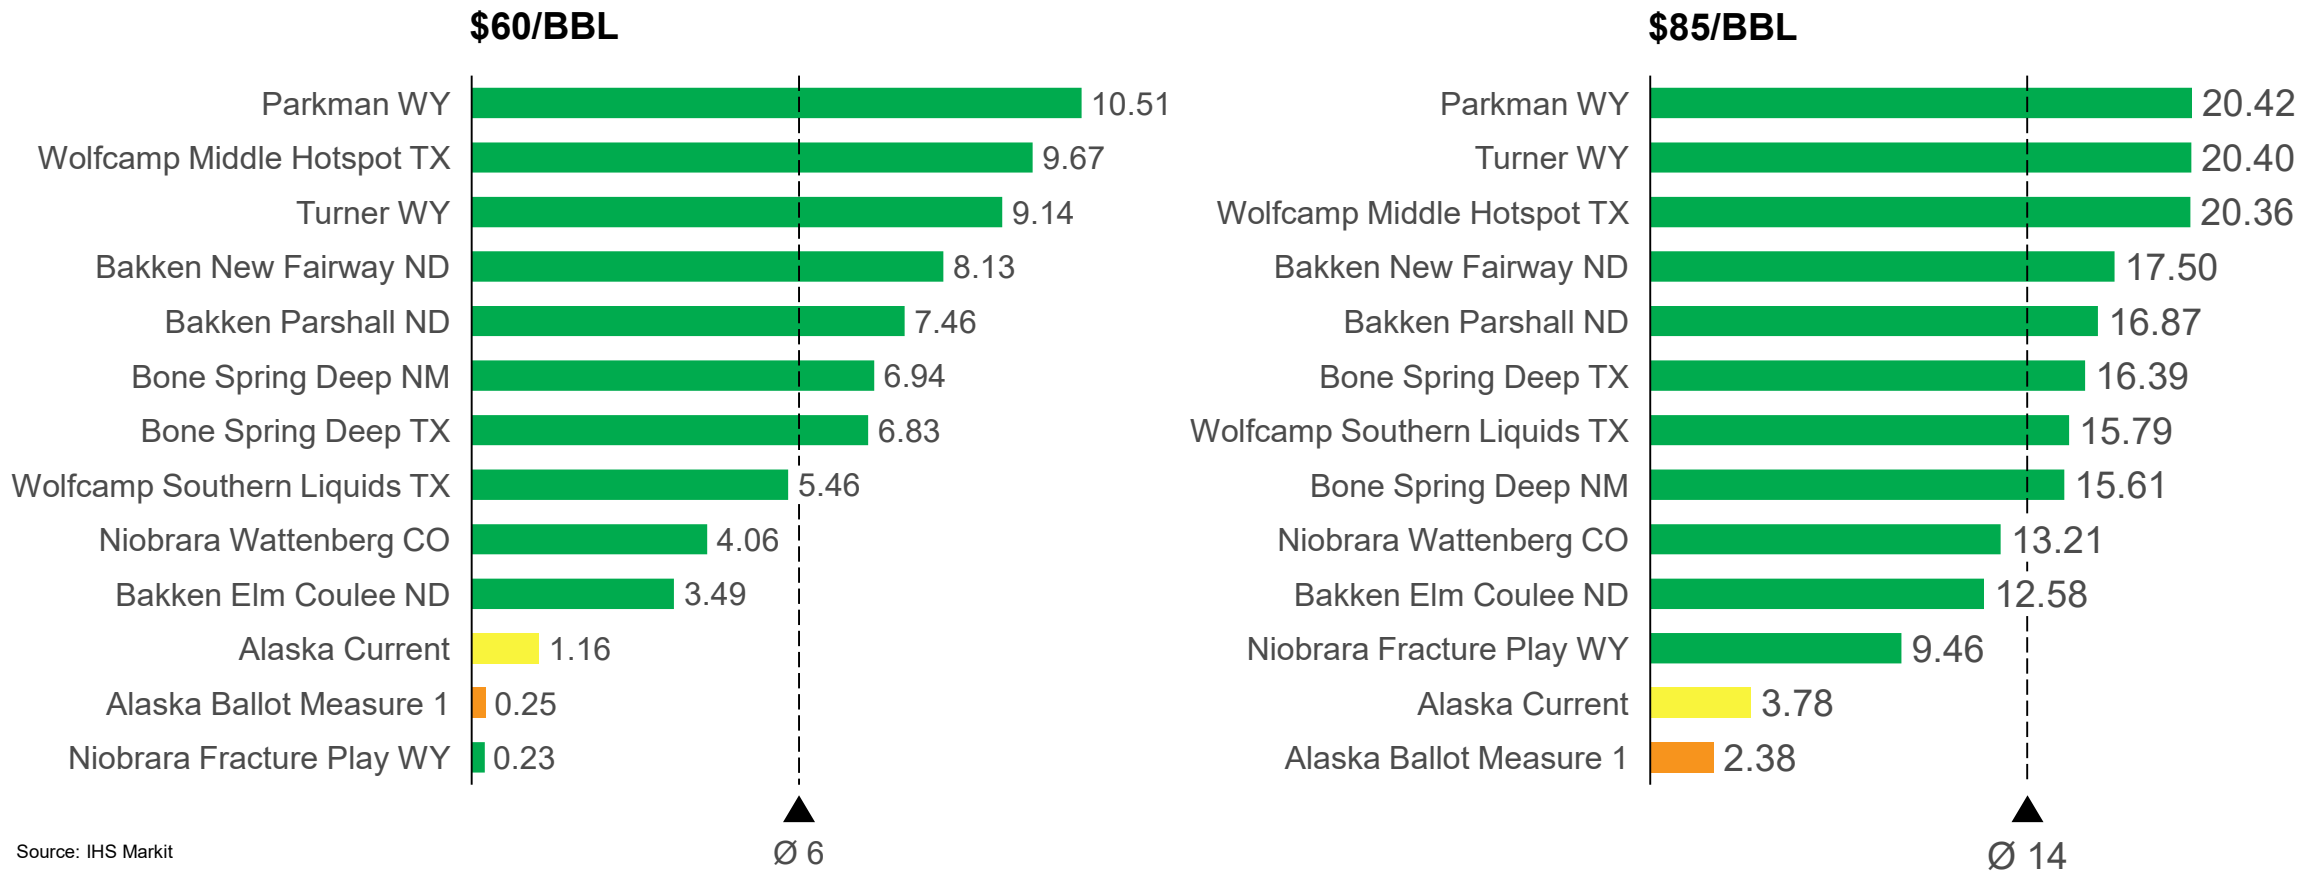 $60/BBL
Parkman WY 10.51
Wolfcamp Middle Hotspot TX 9.67
Turner WY 9.14
Bakken New Fairway ND 8.13
Bakken Parshall ND 7.46
Bone Spring Deep NM 6.94
Bone Spring Deep TX 6.83
Wolfcamp Southern Liquids TX 5.46
Niobrara Wattenberg CO 4.06
Bakken Elm Coulee ND 3.49
Alaska Current 1.16
Alaska Ballot Measure 1 0.25
Niobrara Fracture Play WY 0.23
Ø 6
$85/BBL
Parkman WY 20.42
Turner WY 20.40
Wolfcamp Middle Hotspot TX 20.36
Bakken New Fairway ND 17.50
Bakken Parshall ND 16.87
Bone Spring Deep TX 16.39
Wolfcamp Southern Liquids TX 15.79
Bone Spring Deep NM 15.61
Niobrara Wattenberg CO 13.21
Bakken Elm Coulee ND 12.58
Niobrara Fracture Play WY 9.46
Alaska Current 3.78
Alaska Ballot Measure 1 2.38
Ø 14
Source: IHS Markit